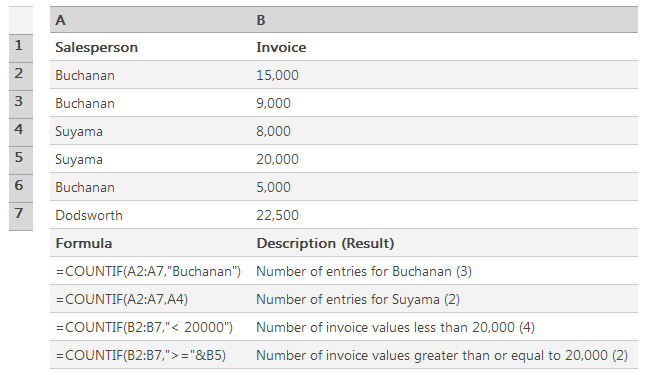 A B
1 Salesperson Invoice
2 Buchanan 15,000
3 Buchanan 9,000
4 Suyama 8,000
5 Suyama 20,000
6 Buchanan 5,000
7 Dodsworth 22,500
Formula Description (Result)
=COUNTIF(A2:A7,"Buchanan") Number of entries for Buchanan (3)
=COUNTIF(A2:A7,A4) Number of entries for Suyama (2)
=COUNTIF(B2:B7,"< 20000") Number of invoice values less than 20,000 (4)
=COUNTIF(B2:B7,">="&B5) Number of invoice values greater than or equal to 20,000 (2)